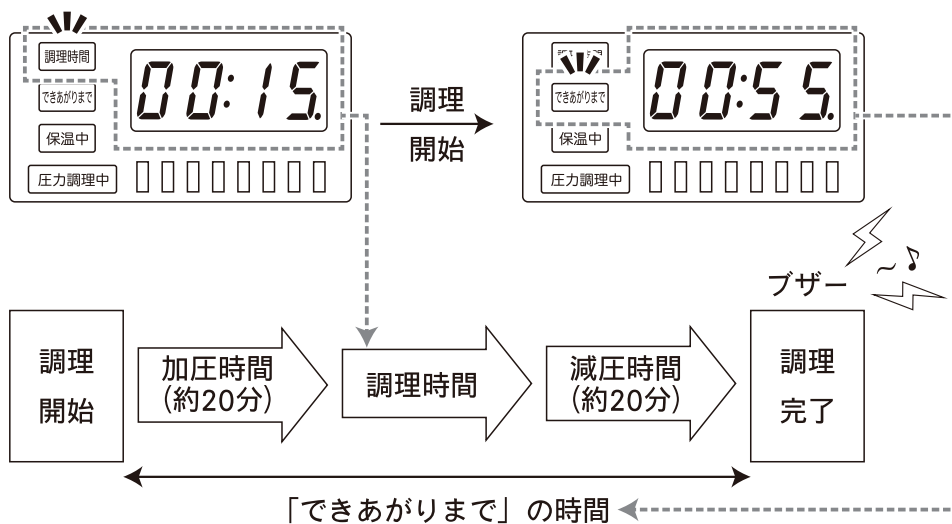 調理時間
できあがりまで
保温中
圧力調理中
00:15.
調理
開始
できあがりまで
保温中
圧力調理中
00:55.
ブザー
調理
開始
加圧時間
(約20分)
調理時間
減圧時間
(約20分)
調理
完了
「できあがりまで」の時間